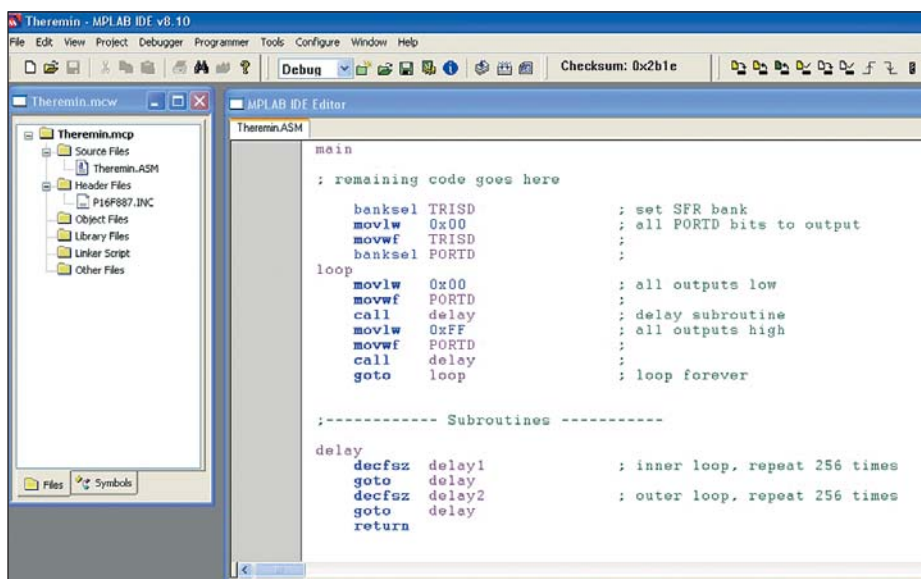 Theremin - MPLAB IDE v8.10
File Edit View Project Debugger Programmer Tools Configure Window Help
Debug Checksum: 0x2b1e
Theremin.mcw
Theremin.mcp
Source Files
Theremin.ASM
Header Files
P16F887.INC
Object Files
Library Files
Linker Script
Other Files
Files Symbols
MPLAB IDE Editor
Theremin.ASM
main
; remaining code goes here
banksel TRISD ; set SFR bank
movlw 0x00 ; all PORTD bits to output
movwf TRISD ;
banksel PORTD ;
loop
movlw 0x00 ; all outputs low
movwf PORTD ;
call delay ; delay subroutine
movlw 0xFF ; all outputs high
movwf PORTD ;
call delay ;
goto loop ; loop forever
;------------ Subroutines -----------
delay
decfsz delay1 ; inner loop, repeat 256 times
goto delay
decfsz delay2 ; outer loop, repeat 256 times
goto delay
return